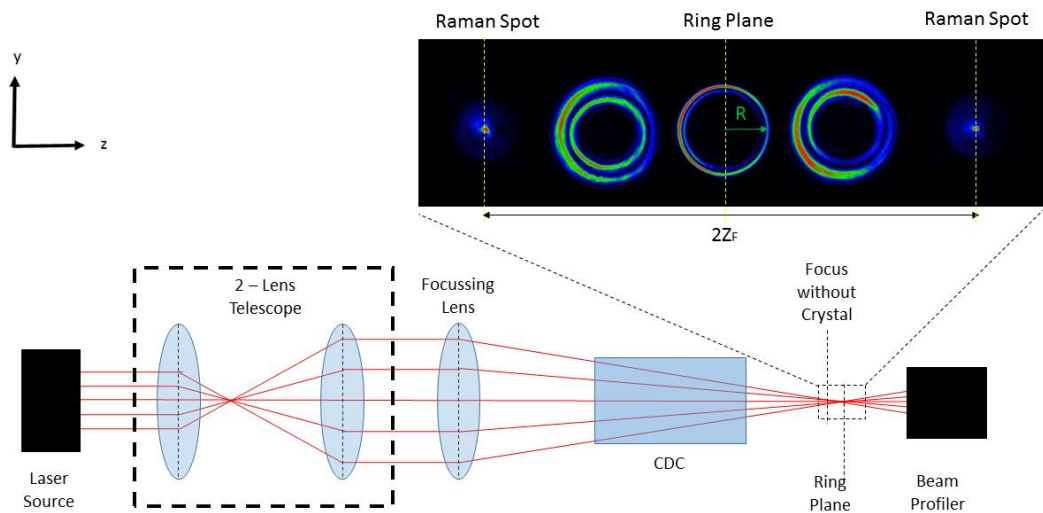 Raman Spot
Ring Plane
Raman Spot
y
z
R
2ZF
2 – Lens
Telescope
Focussing
Lens
Focus
without
Crystal
CDC
Laser
Source
Ring
Plane
Beam
Profiler